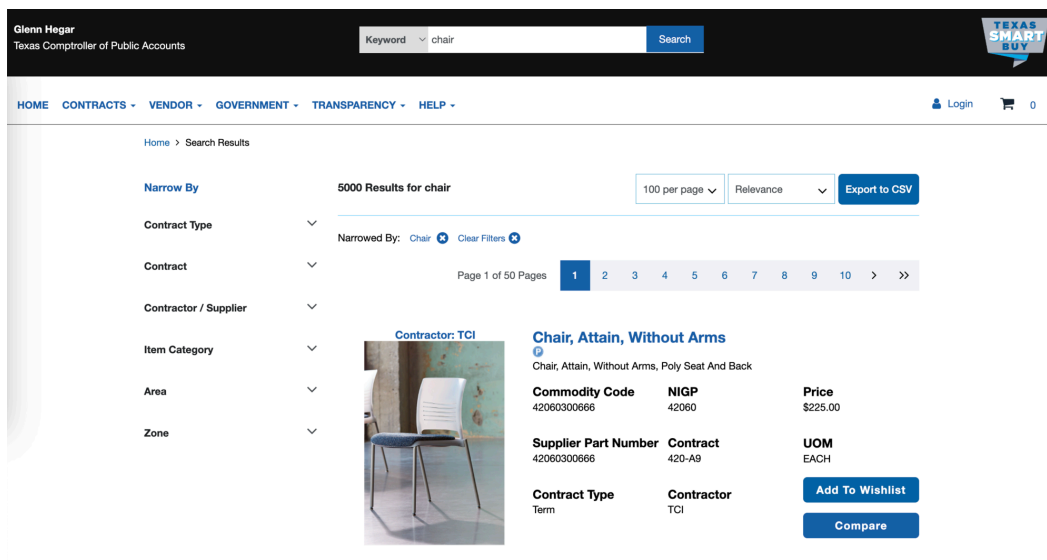 Glenn Hegar
Texas Comptroller of Public Accounts
Keyword chair Search
TEXAS
SMART
BUY
HOME CONTRACTS VENDOR GOVERNMENT TRANSPARENCY HELP Login 0
Home > Search Results
Narrow By
Contract Type
Contract
Contractor / Supplier
Item Category
Area
Zone
5000 Results for chair 100 per page Relevance Export to CSV
Narrowed By: Chair Clear Filters
Page 1 of 50 Pages 1 2 3 4 5 6 7 8 9 10 > >>
Contractor: TCI
Chair, Attain, Without Arms
P
Chair, Attain, Without Arms, Poly Seat And Back
Commodity Code NIGP Price
42060300666 42060 $225.00
Supplier Part Number Contract UOM
42060300666 420-A9 EACH
Contract Type Contractor
Term TCI
Add To Wishlist
Compare